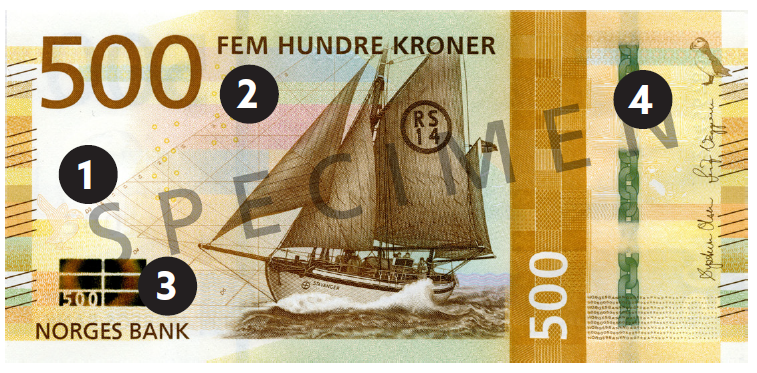 500
FEM HUNDRE KRONER
2
4
RS
14
1
SPECIMEN
STAVANGER
3
500
500
NORGES BANK